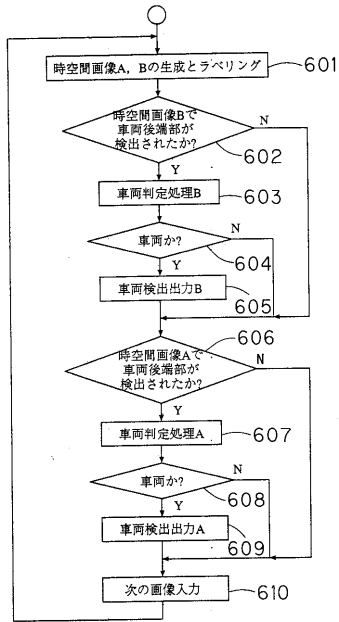 時空間画像A，Bの生成とラベリング
601
時空間画像Bで
車両後端部が
検出されたか?
N
602
Y
車両判定処理B
603
N
車両か?
604
Y
車両検出出力B
605
606
時空間画像Aで
車両後端部が
検出されたか?
N
Y
車両判定処理A
607
N
車両か?
608
Y
車両検出出力A
609
次の画像入力
610